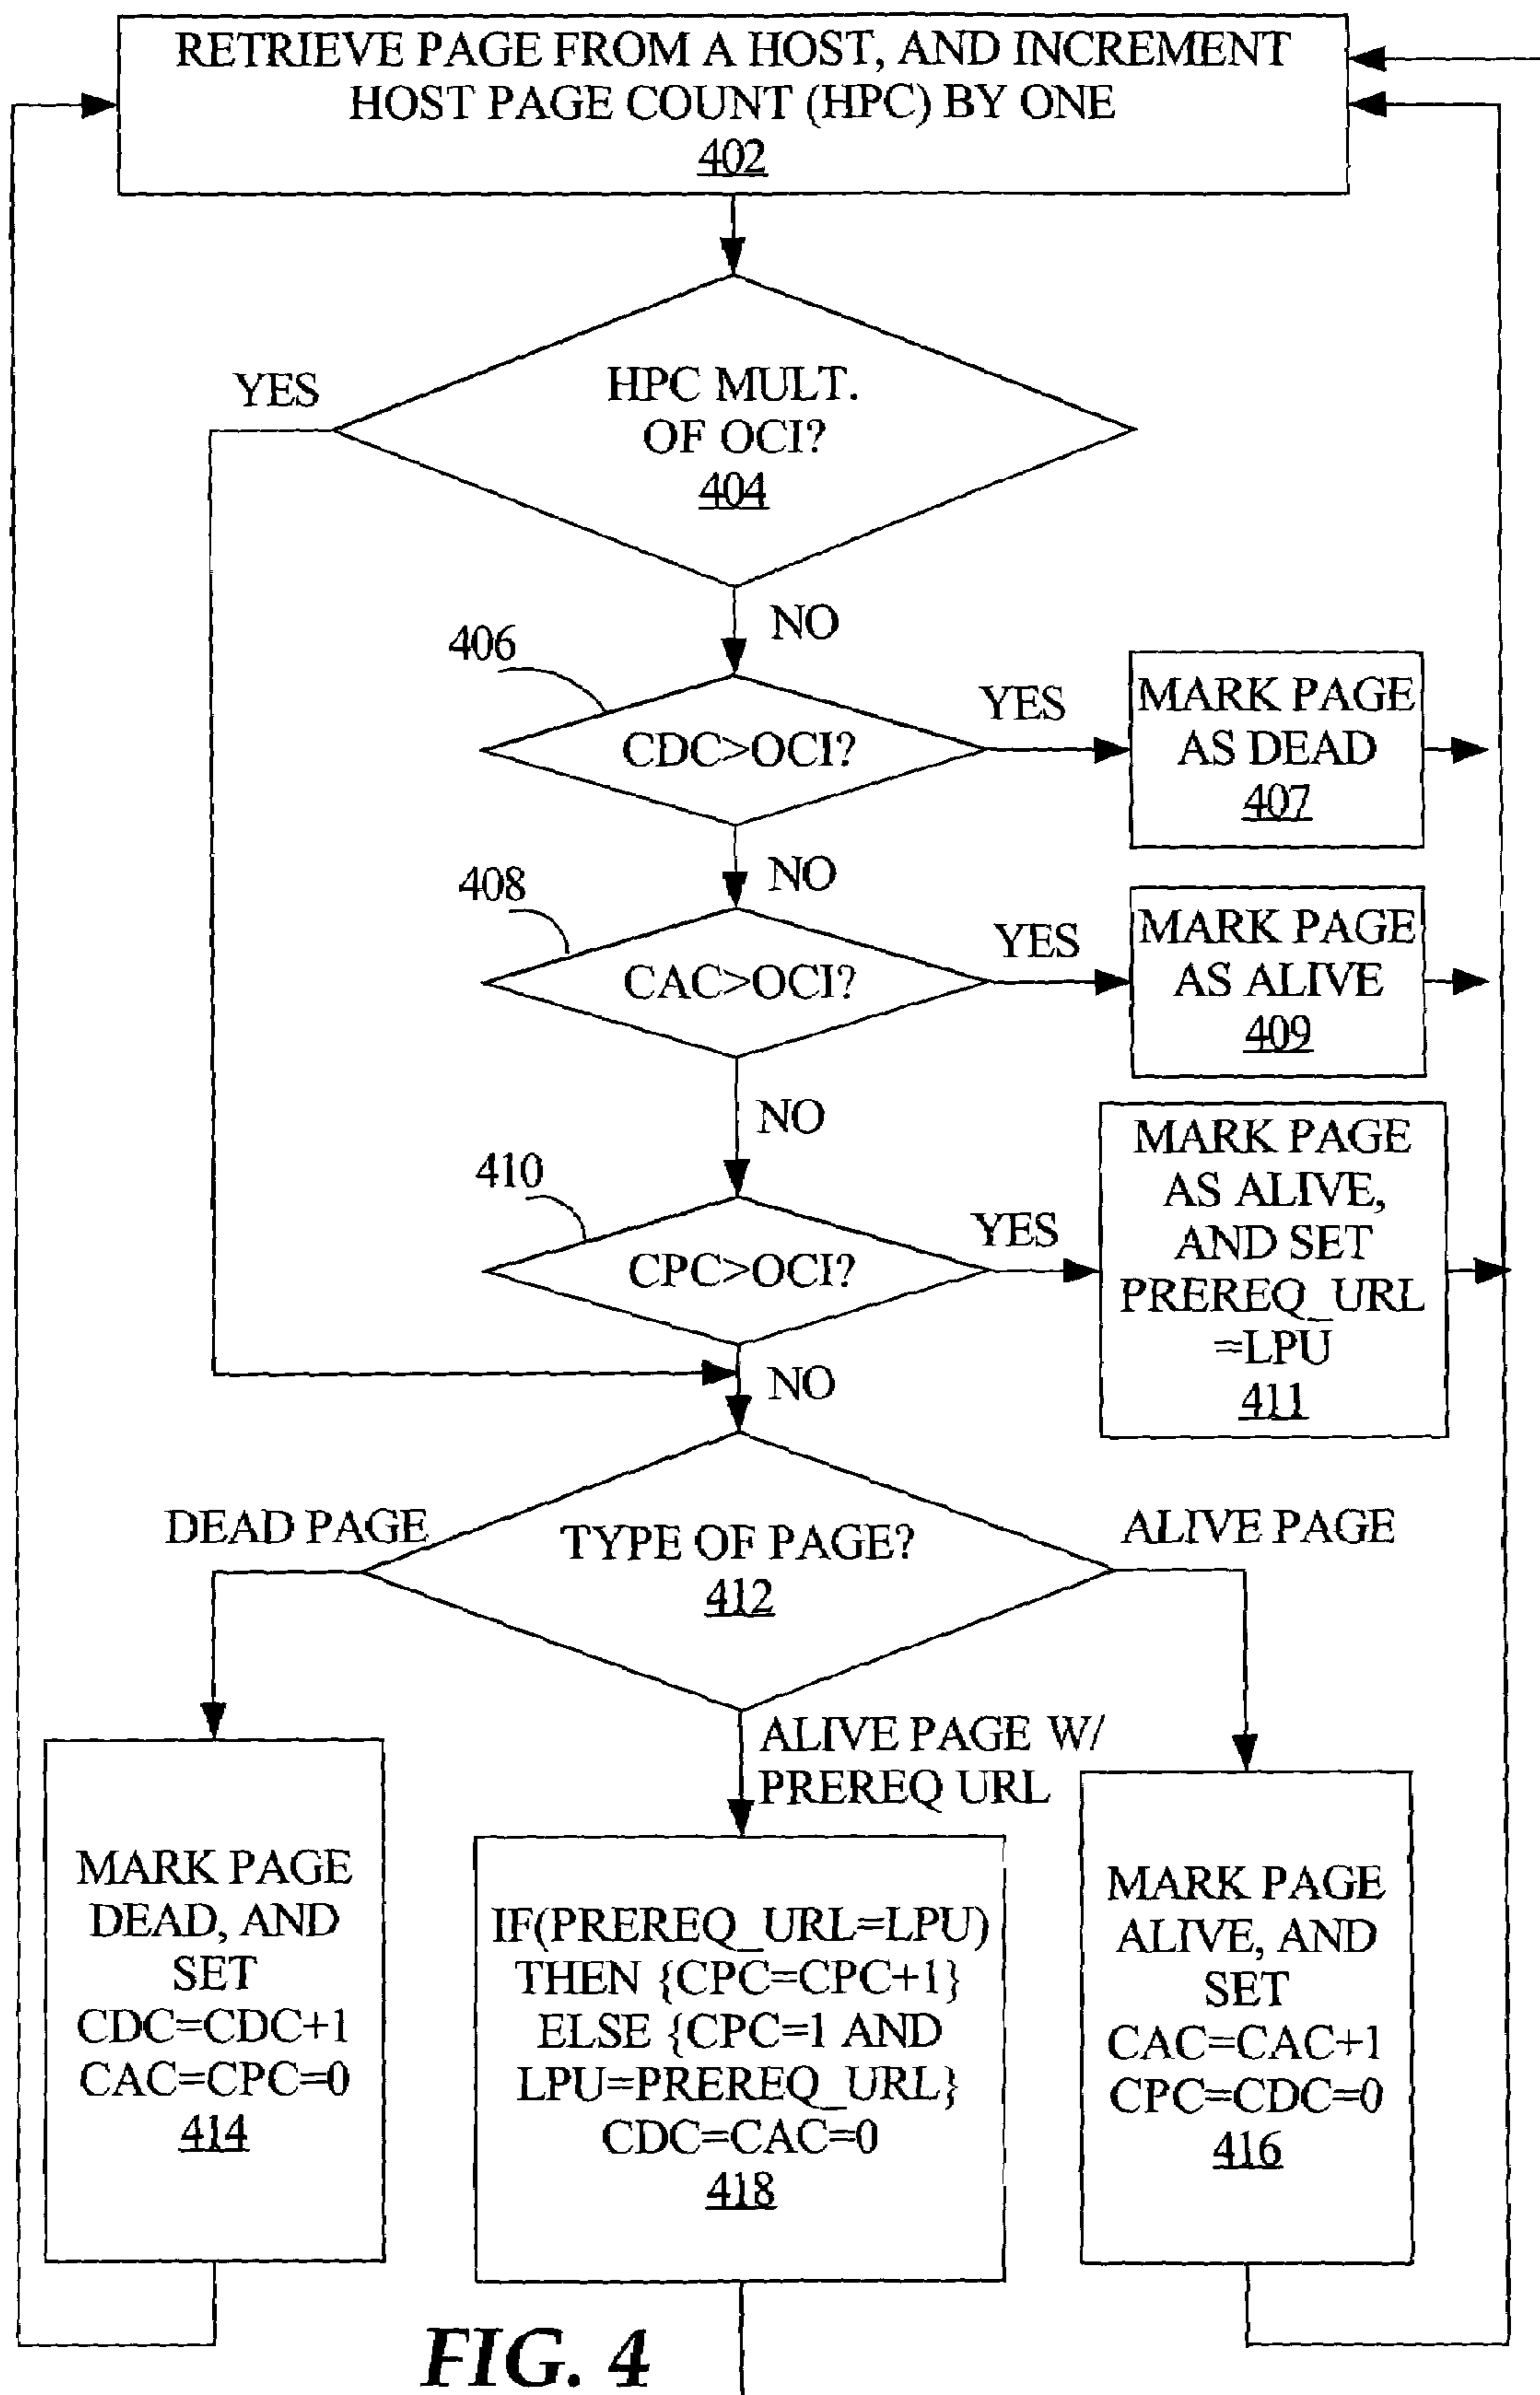 RETRIEVE PAGE FROM A HOST, AND INCREMENT
HOST PAGE COUNT (HPC) BY ONE
402
YES
HPC MULT.
OF OCI?
404
NO
406
CDC>OCI?
YES
MARK PAGE
AS DEAD
407
NO
408
CAC>OCI?
YES
MARK PAGE
AS ALIVE
409
NO
410
CPC>OCI?
YES
MARK PAGE
AS ALIVE,
AND SET
PREREQ_URL
=LPU
411
NO
DEAD PAGE
TYPE OF PAGE?
412
ALIVE PAGE
ALIVE PAGE W/
PREREQ URL
MARK PAGE
DEAD, AND
SET
CDC=CDC+1
CAC=CPC=0
414
IF(PREREQ_URL=LPU)
THEN {CPC=CPC+1}
ELSE {CPC=1 AND
LPU=PREREQ_URL}
CDC=CAC=0
418
MARK PAGE
ALIVE, AND
SET
CAC=CAC+1
CPC=CDC=0
416
FIG. 4